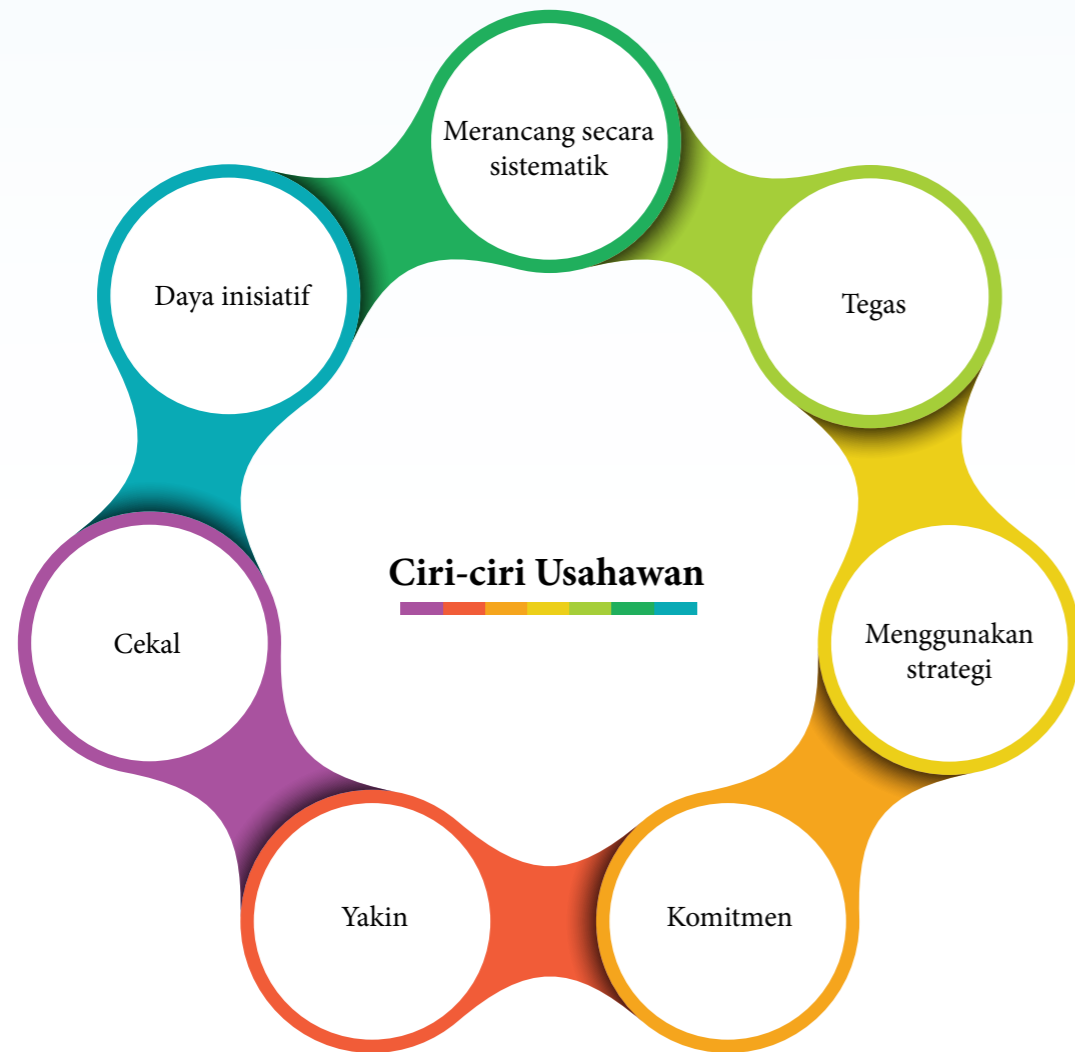 Merancang secara
sistematik
Daya inisiatif
Tegas
Ciri-ciri Usahawan
Cekal
Menggunakan
strategi
Yakin
Komitmen